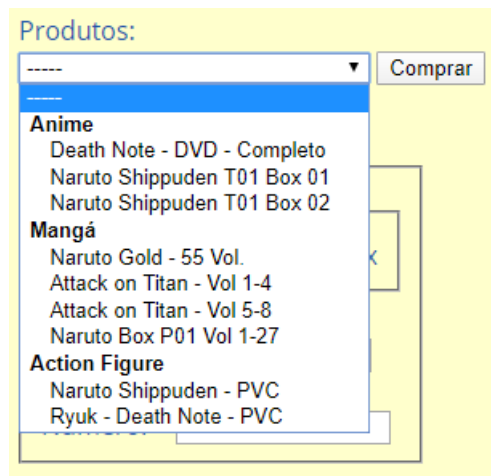 Produtos:
----- Comprar
-----
Anime
Death Note - DVD - Completo
Naruto Shippuden T01 Box 01
Naruto Shippuden T01 Box 02
Mangá
Naruto Gold - 55 Vol.
Attack on Titan - Vol 1-4
Attack on Titan - Vol 5-8
Naruto Box P01 Vol 1-27
Action Figure
Naruto Shippuden - PVC
Ryuk - Death Note - PVC